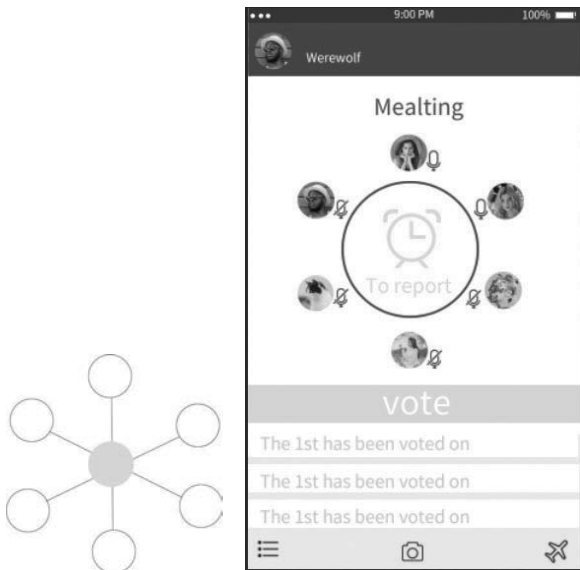 9:00 PM
100%
Werewolf
Mealting
To report
vote
The 1st has been voted on
The 1st has been voted on
The 1st has been voted on